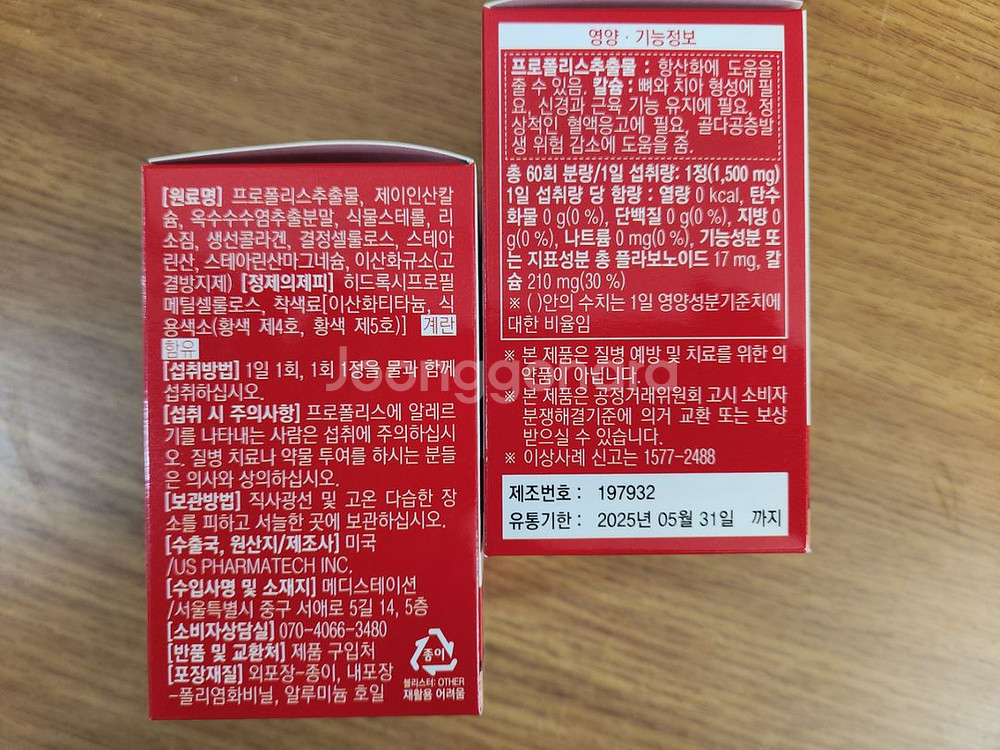 [원료명] 프로폴리스추출물, 제이인산칼
슘, 옥수수수염추출분말, 식물스테롤, 리
소짐, 생선콜라겐, 결정셀룰로스, 스테아
린산, 스테아린산마그네슘, 이산화규소(고
결방지제) [정제의제피] 히드록시프로필
메틸셀룰로스, 착색료[이산화티타늄, 식
용색소(황색 제4호, 황색 제5호)] 계란
함유
[섭취방법] 1일 1회, 1회 1정을 물과 함께
섭취하십시오.
[섭취 시 주의사항] 프로폴리스에 알레르
기를 나타내는 사람은 섭취에 주의하십시
오. 질병 치료나 약물 투여를 하시는 분들
은 의사와 상의하십시오.
[보관방법] 직사광선 및 고온 다습한 장
소를 피하고 서늘한 곳에 보관하십시오.
[수출국, 원산지/제조사] 미국
/US PHARMATECH INC.
[수입사명 및 소재지] 메디스테이션
/서울특별시 중구 서애로 5길 14, 5층
[소비자상담실] 070-4066-3480
[반품 및 교환처] 제품 구입처
[포장재질] 외포장-종이, 내포장
-폴리염화비닐, 알루미늄 호일
종이
블리스터: OTHER
재활용 어려움
영양 · 기능정보
프로폴리스추출물 : 항산화에 도움을
줄 수 있음. 칼슘 : 뼈와 치아 형성에 필
요, 신경과 근육 기능 유지에 필요, 정
상적인 혈액응고에 필요, 골다공증발
생 위험 감소에 도움을 줌.
총 60회 분량/1일 섭취량: 1정(1,500 mg)
1일 섭취량 당 함량 : 열량 0 kcal, 탄수
화물 0 g(0 %), 단백질 0 g(0 %), 지방 0
g(0 %), 나트륨 0 mg(0 %), 기능성분 또
는 지표성분 총 플라보노이드 17 mg, 칼
슘 210 mg(30 %)
※ ( )안의 수치는 1일 영양성분기준치에
대한 비율임
※ 본 제품은 질병 예방 및 치료를 위한 의
약품이 아닙니다.
※ 본 제품은 공정거래위원회 고시 소비자
분쟁해결기준에 의거 교환 또는 보상
받으실 수 있습니다.
※ 이상사례 신고는 1577-2488
제조번호 : 197932
유통기한 : 2025년 05월 31일 까지
Joonggonara